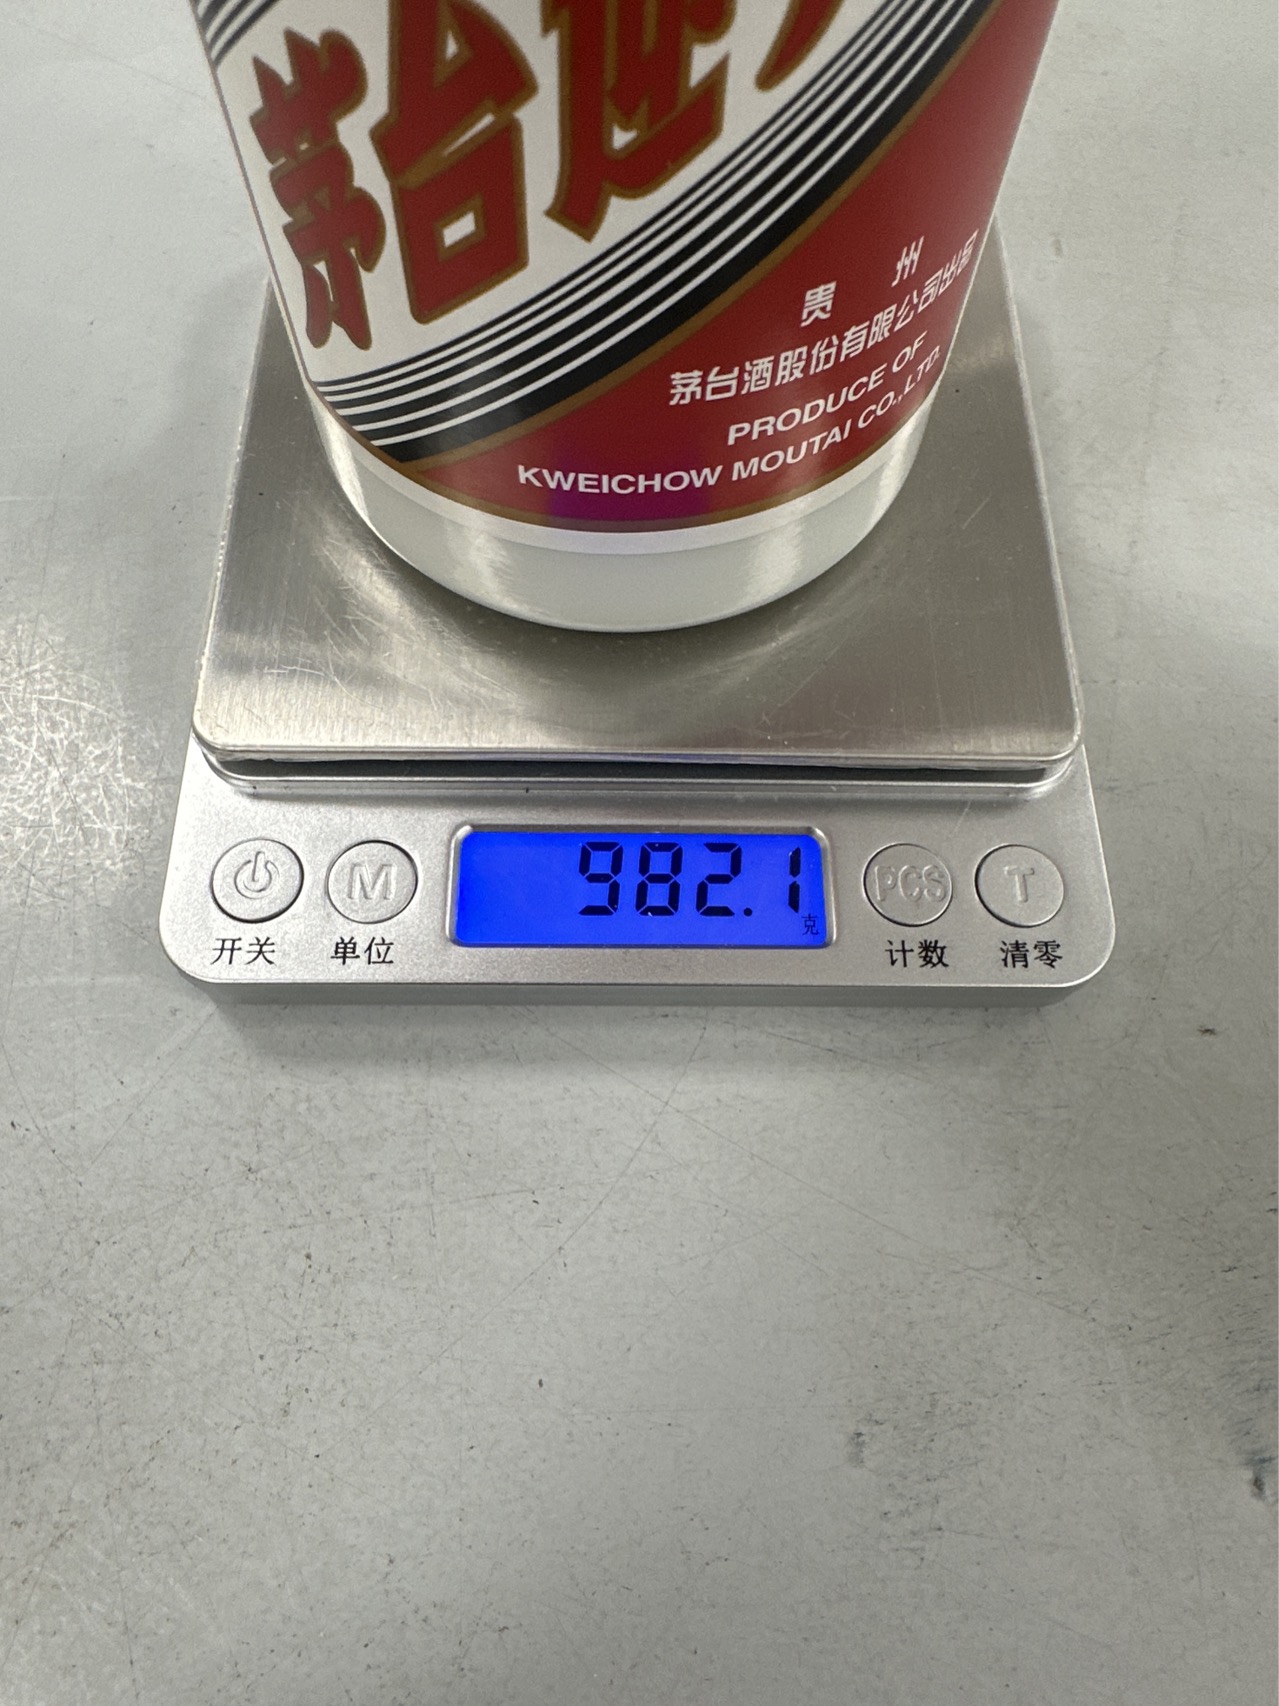 茅台
贵 州
茅台酒股份有限公司出品
PRODUCE OF
KWEICHOW MOUTAI CO.,LTD.
982.1
克
M
PCS
T
开关
单位
计数
清零